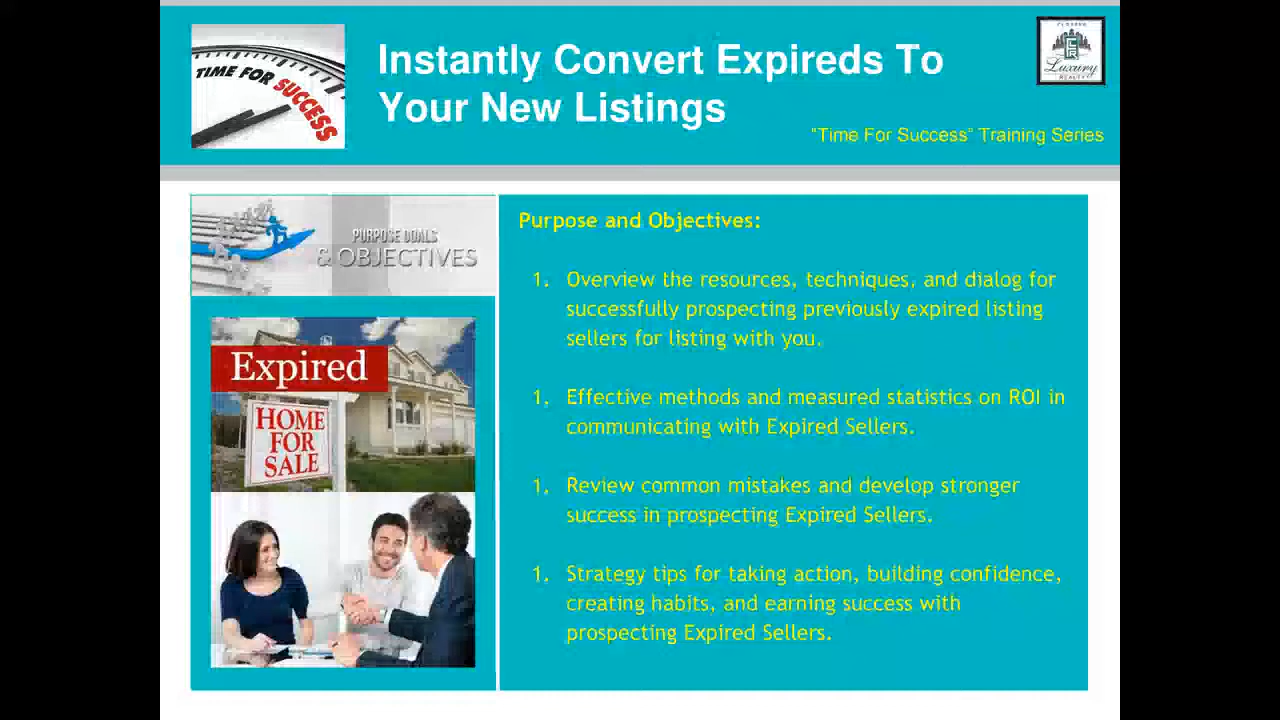 TIME FOR SUCCESS
Instantly Convert Expireds To
Your New Listings
Luxury
REALTY
"Time For Success" Training Series
PURPOSE GOALS
& OBJECTIVES
Expired
HOME
FOR
SALE
Purpose and Objectives:
1. Overview the resources, techniques, and dialog for
successfully prospecting previously expired listing
sellers for listing with you.
1. Effective methods and measured statistics on ROI in
communicating with Expired Sellers.
1. Review common mistakes and develop stronger
success in prospecting Expired Sellers.
1. Strategy tips for taking action, building confidence,
creating habits, and earning success with
prospecting Expired Sellers.